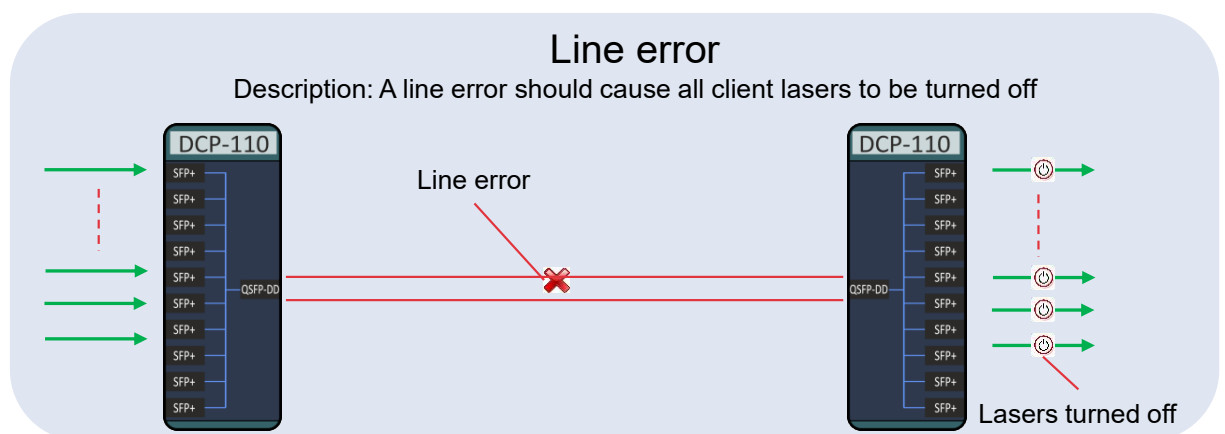 Line error
Description: A line error should cause all client lasers to be turned off
DCP-110
SFP+
SFP+
SFP+
SFP+
SFP+
SFP+
SFP+
SFP+
SFP+
SFP+
QSFP-DD
Line error
DCP-110
QSFP-DD
SFP+
SFP+
SFP+
SFP+
SFP+
SFP+
SFP+
SFP+
SFP+
SFP+
Lasers turned off